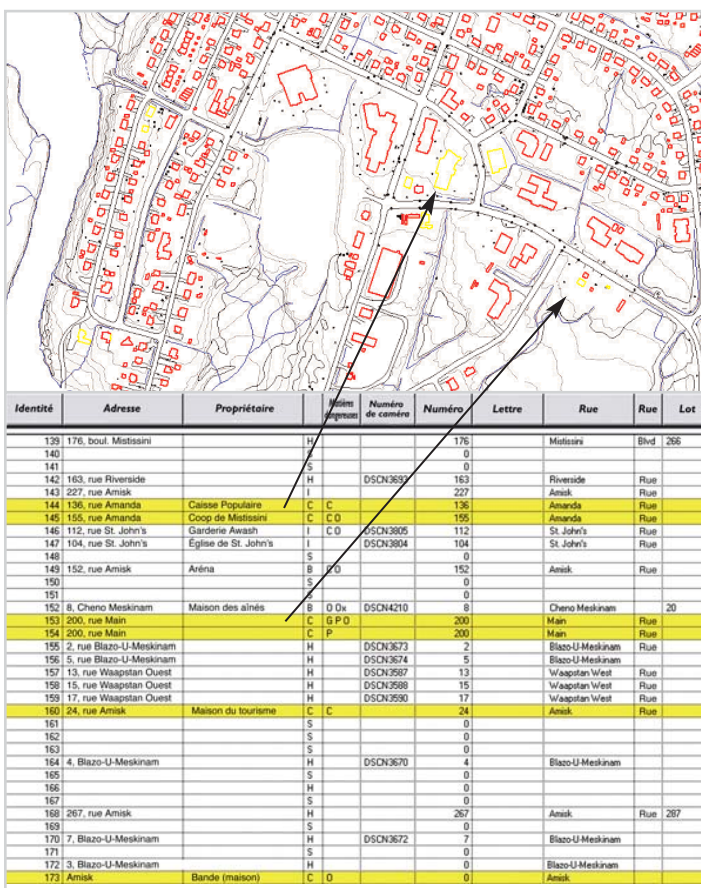 Identité Adresse Propriétaire Matières dangereuses Numéro de caméra Numéro Lettre Rue Rue Lot
139 176, boul. Mistissini H 176 Mistissini Blvd 266
140 S 0
141 S 0
142 163, rue Riverside H DSCN3692 163 Riverside Rue
143 227, rue Amisk I 227 Amisk Rue
144 136, rue Amanda Caisse Populaire C C 136 Amanda Rue
145 155, rue Amanda Coop de Mistissini C C O 155 Amanda Rue
146 112, rue St. John's Garderie Awash I C O DSCN3805 112 St. John's Rue
147 104, rue St. John's Église de St. John's I DSCN3804 104 St. John's Rue
148 S 0
149 152, rue Amisk Aréna B O 152 Amisk Rue
150 S 0
151 S 0
152 8, Cheno Meskinam Maison des aînés B O Ox DSCN4210 8 Cheno Meskinam 20
153 200, rue Main C G P O 200 Main Rue
154 200, rue Main C P 200 Main Rue
155 2, rue Blazo-U-Meskinam H DSCN3673 2 Blazo-U-Meskinam Rue
156 5, rue Blazo-U-Meskinam H DSCN3674 5 Blazo-U-Meskinam
157 13, rue Waapstan Ouest H DSCN3587 13 Waapstan West Rue
158 15, rue Waapstan Ouest H DSCN3588 15 Waapstan West Rue
159 17, rue Waapstan Ouest H DSCN3590 17 Waapstan West Rue
160 24, rue Amisk Maison du tourisme C C 24 Amisk Rue
161 S 0
162 S 0
163 S 0
164 4, Blazo-U-Meskinam H DSCN3670 4 Blazo-U-Meskinam
165 S 0
166 H 0
167 S 0
168 267, rue Amisk H 267 Amisk Rue 287
169 S 0
170 7, Blazo-U-Meskinam H DSCN3672 7 Blazo-U-Meskinam
171 S 0
172 3, Blazo-U-Meskinam H 0 Blazo-U-Meskinam
173 Amisk Bande (maison) C O 0 Amisk